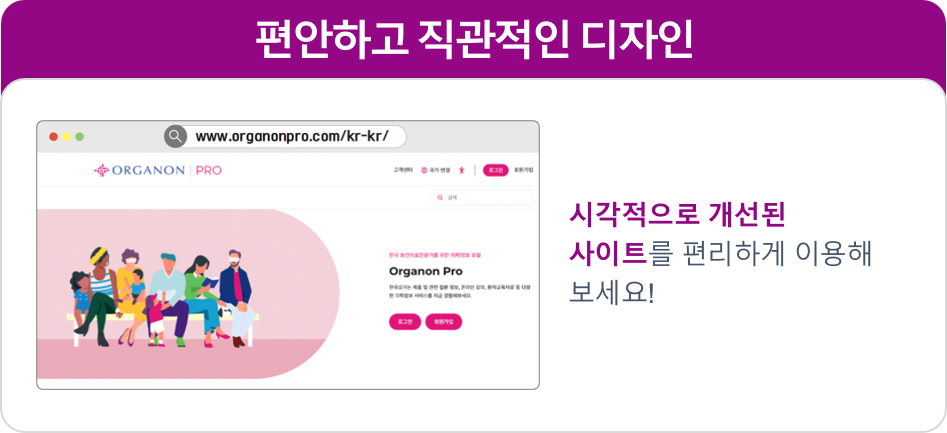 편안하고 직관적인 디자인
www.organonpro.com/kr-kr/
ORGANON | PRO
고객센터 국가 변경 로그인 회원가입
검색
한국 보건의료전문가를 위한 의학정보 포털
Organon Pro
한국오가논 제품 및 관련 질환 정보, 온라인 강의, 환자교육자료 등 다양
한 의학정보 서비스를 지금 경험해보세요.
로그인 회원가입
시각적으로 개선된
사이트를 편리하게 이용해
보세요!